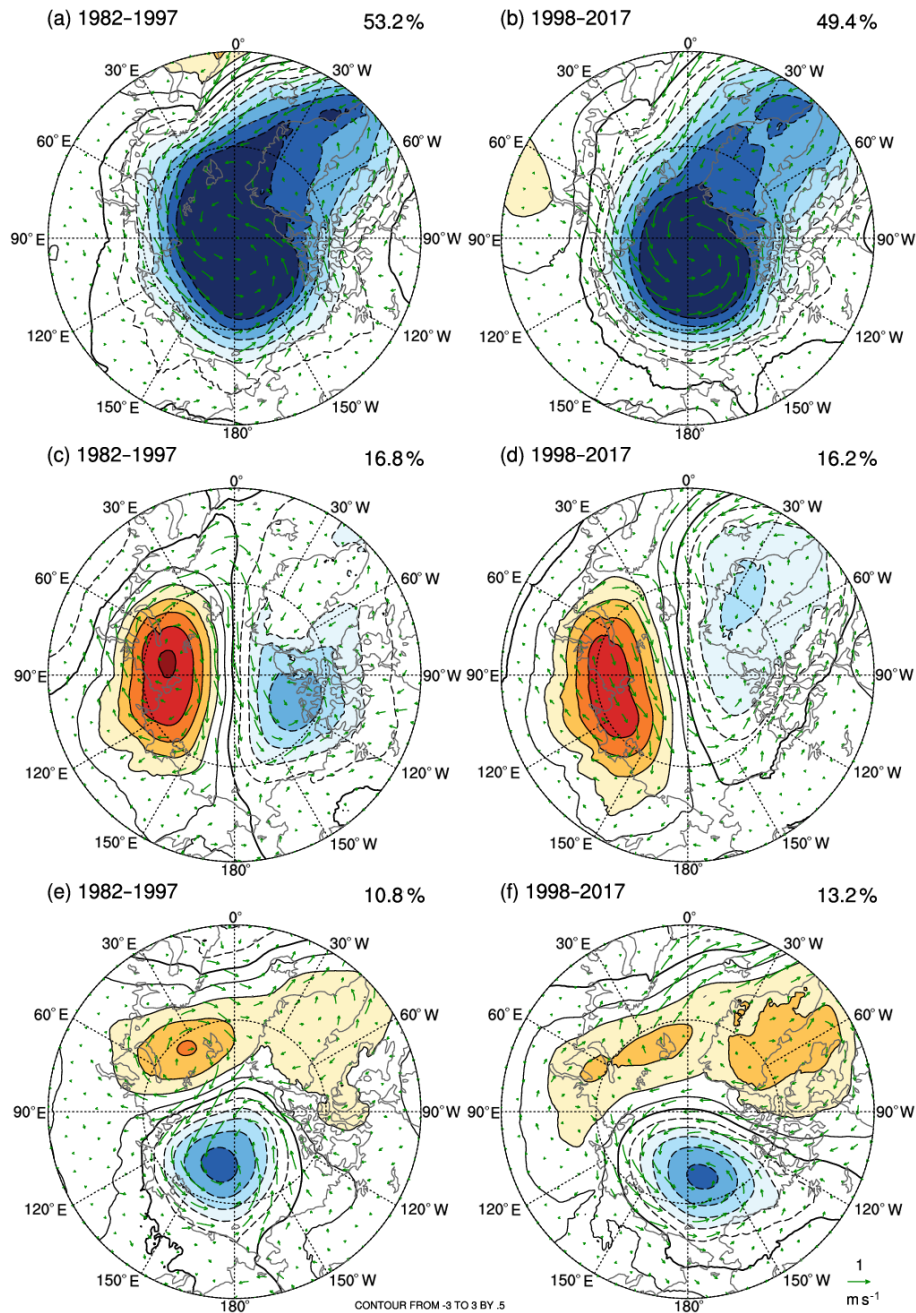 (a) 1982–1997 53.2 % (b) 1998–2017 49.4 %
0° 0°
30° E 30° W 30° E 30° W
60° E 60° W 60° E 60° W
90° E 90° W 90° E 90° W
120° E 120° W 120° E 120° W
150° E 150° W 150° E 150° W
180° 180°
(c) 1982–1997 16.8 % (d) 1998–2017 16.2 %
0° 0°
30° E 30° W 30° E 30° W
60° E 60° W 60° E 60° W
90° E 90° W 90° E 90° W
120° E 120° W 120° E 120° W
150° E 150° W 150° E 150° W
180° 180°
(e) 1982–1997 10.8 % (f) 1998–2017 13.2 %
0° 0°
30° E 30° W 30° E 30° W
60° E 60° W 60° E 60° W
90° E 90° W 90° E 90° W
120° E 120° W 120° E 120° W
150° E 150° W 150° E 150° W
180° 180°
1
m s⁻¹
CONTOUR FROM -3 TO 3 BY .5